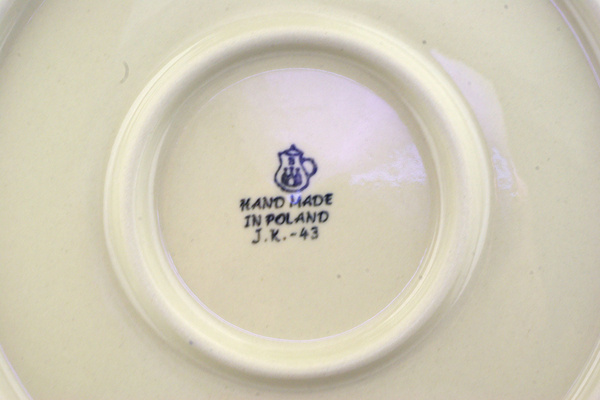 B
HAND MADE
IN POLAND
J.K.-43